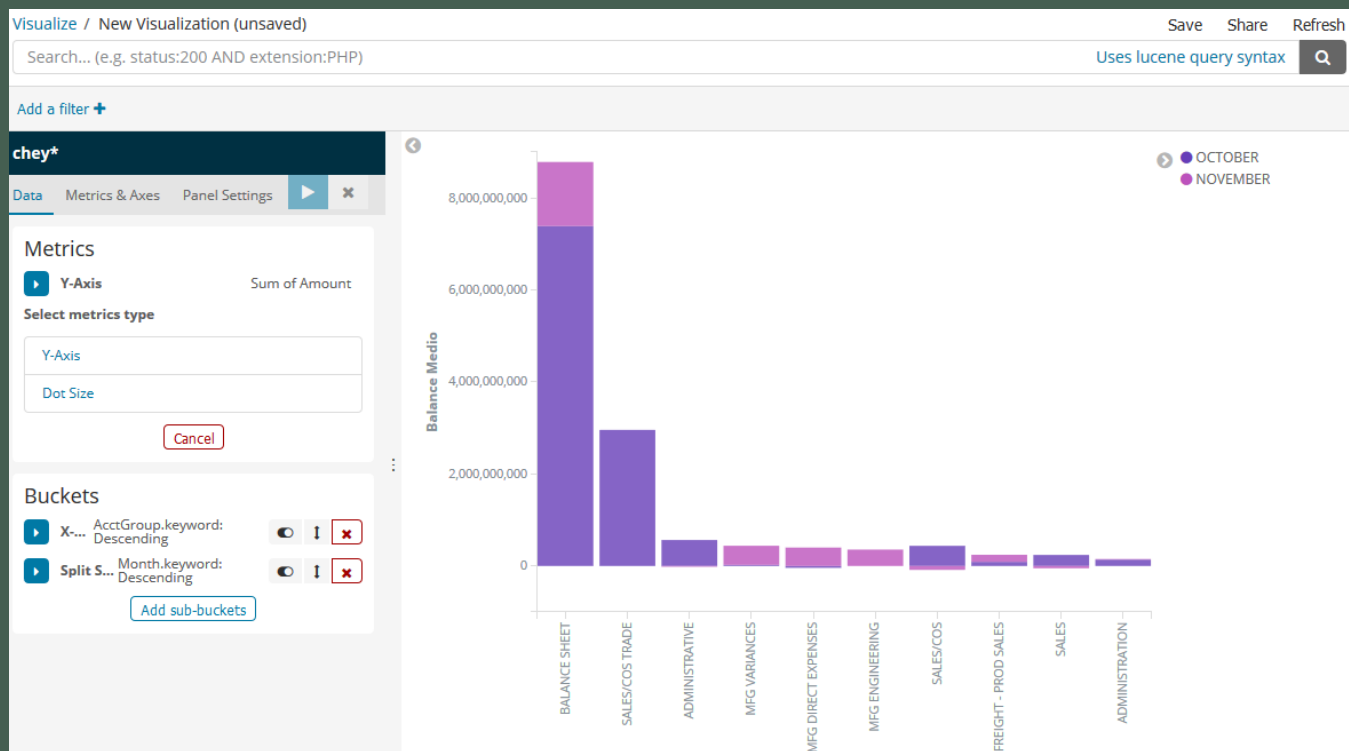 Visualize / New Visualization (unsaved)
Save Share Refresh
Search... (e.g. status:200 AND extension:PHP)
Uses lucene query syntax
Add a filter +
chey*
Data Metrics & Axes Panel Settings
Metrics
Y-Axis Sum of Amount
Select metrics type
Y-Axis
Dot Size
Cancel
Buckets
X-... AcctGroup.keyword:
Descending
Split S... Month.keyword:
Descending
Add sub-buckets
Balance Medio
8,000,000,000
6,000,000,000
4,000,000,000
2,000,000,000
0
BALANCE SHEET
SALES/COS TRADE
ADMINISTRATIVE
MFG VARIANCES
MFG DIRECT EXPENSES
MFG ENGINEERING
SALES/COS
FREIGHT - PROD SALES
SALES
ADMINISTRATION
OCTOBER
NOVEMBER